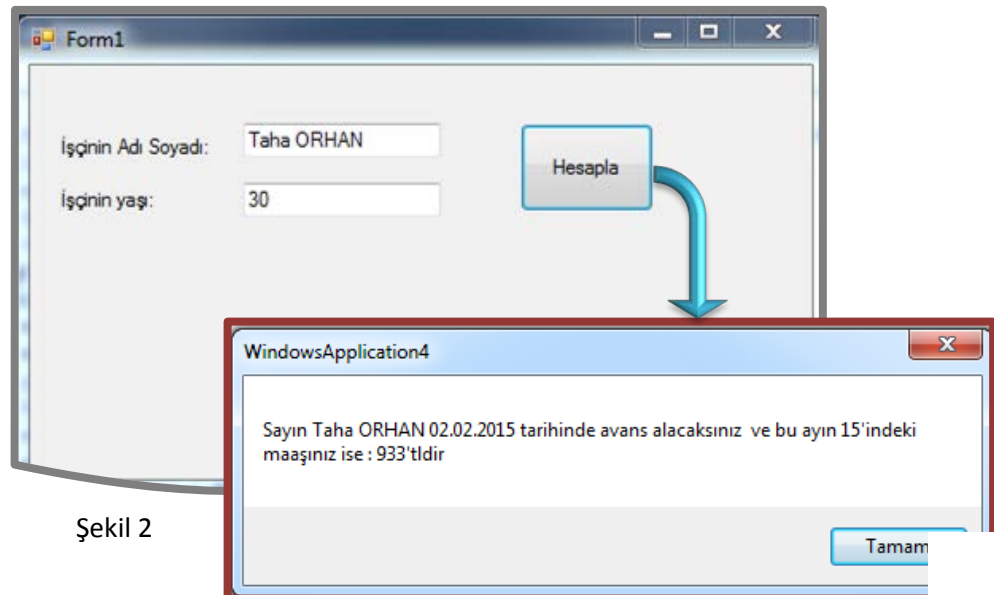 Form1
İşçinin Adı Soyadı: Taha ORHAN
Hesapla
İşçinin yaşı: 30
WindowsApplication4
Sayın Taha ORHAN 02.02.2015 tarihinde avans alacaksınız ve bu ayın 15'indeki
maaşınız ise : 933'tldir
Tamam
Şekil 2